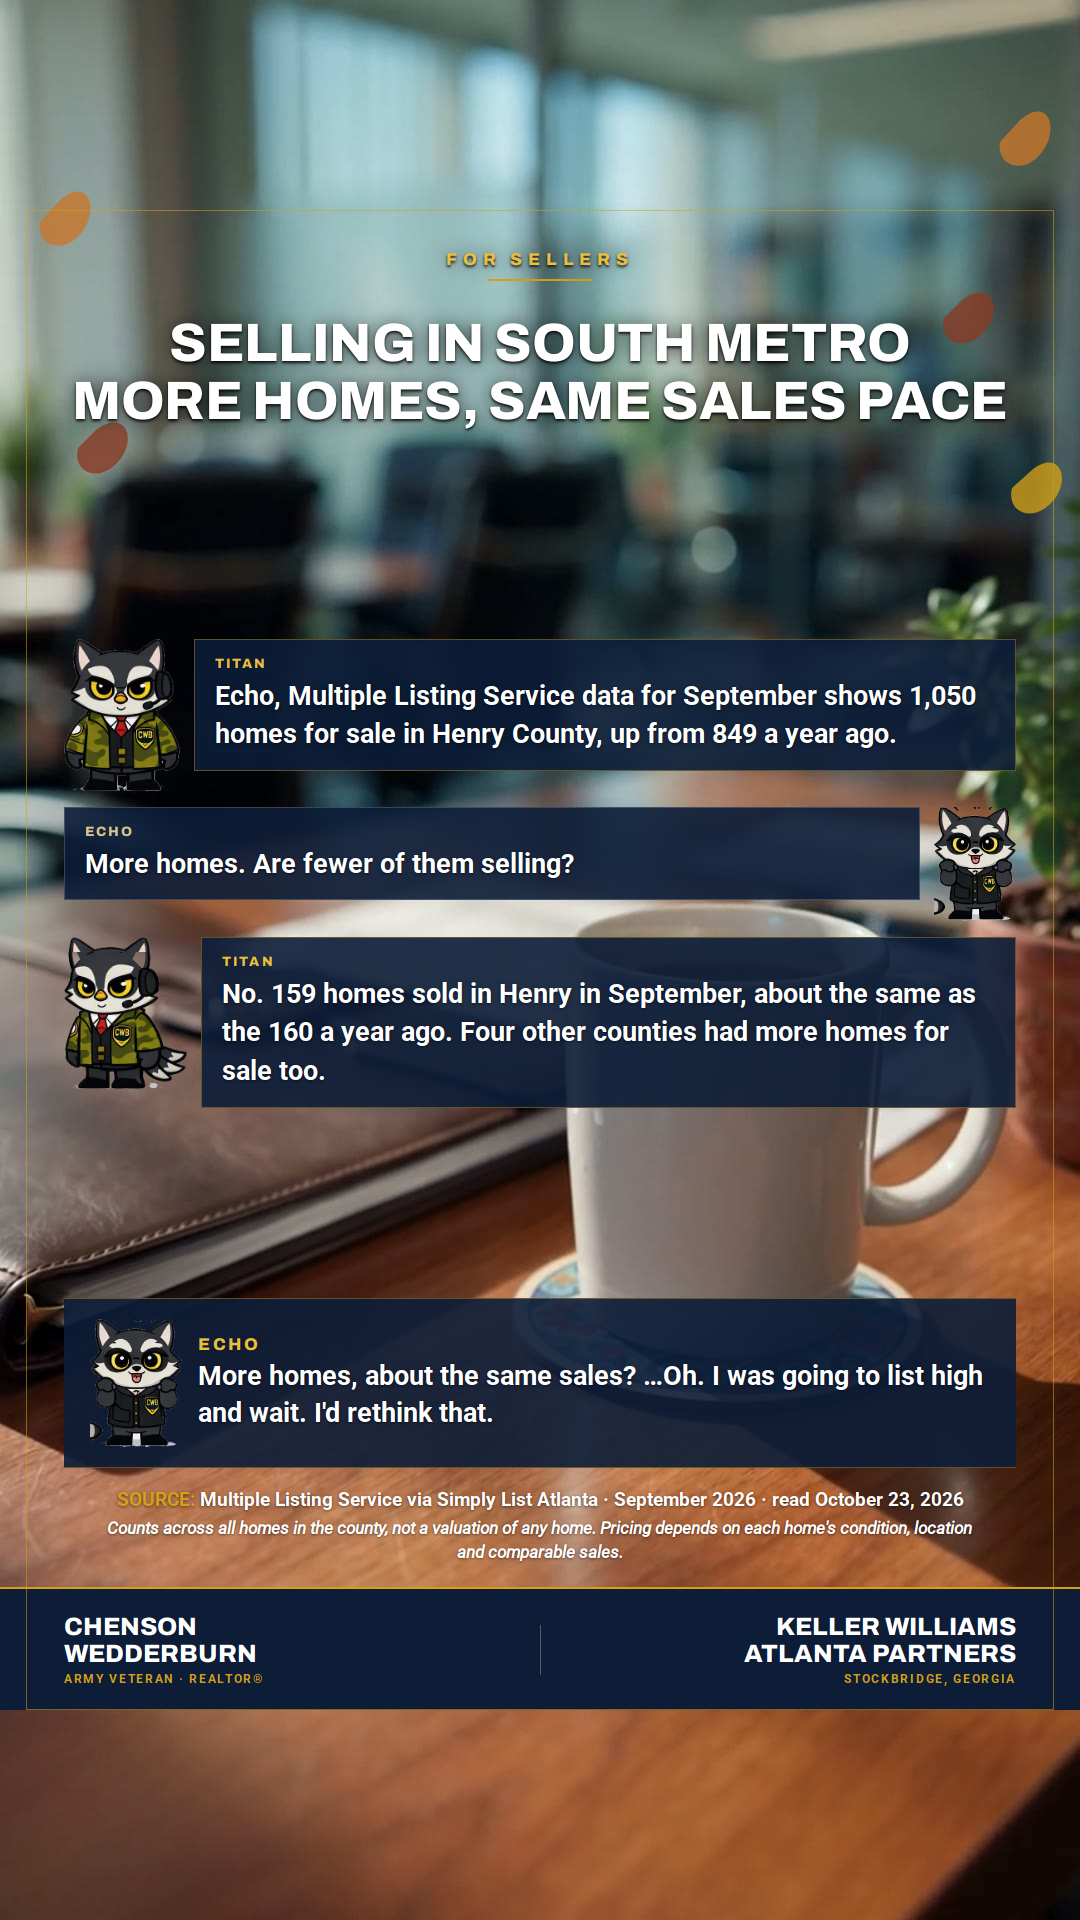 FOR SELLERS
SELLING IN SOUTH METRO
MORE HOMES, SAME SALES PACE
TITAN
Echo, Multiple Listing Service data for September shows 1,050
homes for sale in Henry County, up from 849 a year ago.
CWB
ECHO
More homes. Are fewer of them selling?
CWB
TITAN
No. 159 homes sold in Henry in September, about the same as
the 160 a year ago. Four other counties had more homes for
sale too.
CWB
ECHO
More homes, about the same sales? ...Oh. I was going to list high
and wait. I'd rethink that.
CWB
SOURCE: Multiple Listing Service via Simply List Atlanta · September 2026 · read October 23, 2026
Counts across all homes in the county, not a valuation of any home. Pricing depends on each home's condition, location
and comparable sales.
CHENSON
WEDDERBURN
ARMY VETERAN · REALTOR®
KELLER WILLIAMS
ATLANTA PARTNERS
STOCKBRIDGE, GEORGIA